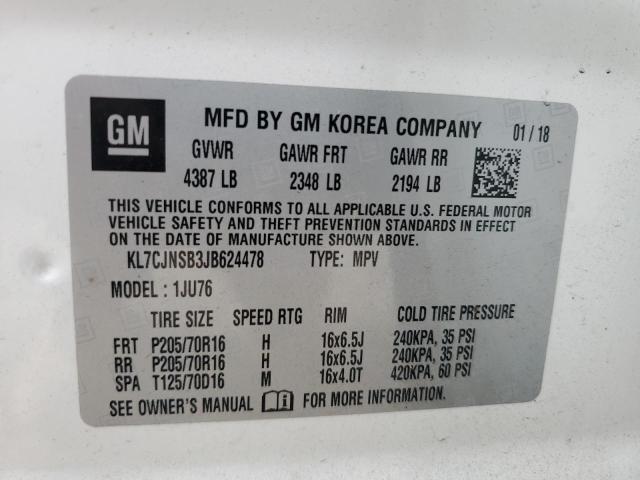 GM
MFD BY GM KOREA COMPANY 01 / 18
GVWR GAWR FRT GAWR RR
4387 LB 2348 LB 2194 LB
THIS VEHICLE CONFORMS TO ALL APPLICABLE U.S. FEDERAL MOTOR
VEHICLE SAFETY AND THEFT PREVENTION STANDARDS IN
EFFECT ON THE DATE OF MANUFACTURE SHOWN ABOVE.
KL7CJNSB3JB624478 TYPE: MPV
MODEL : 1JU76
TIRE SIZE SPEED RTG RIM COLD TIRE PRESSURE
FRT P205/70R16 H 16x6.5J 240KPA, 35 PSI
RR P205/70R16 H 16x6.5J 240KPA, 35 PSI
SPA T125/70D16 M 16x4.0T 420KPA, 60 PSI
SEE OWNER'S MANUAL i FOR MORE INFORMATION.